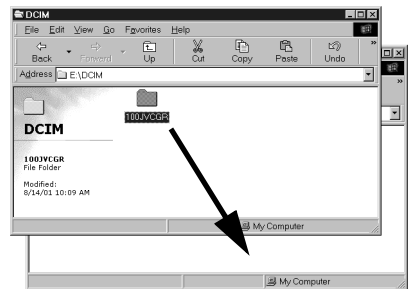 DCIM
File Edit View Go Favorites Help
Back Forward Up Cut Copy Paste Undo
»
Address E:\DCIM
»
DCIM
100JVCGR
100JVCGR
File Folder
Modified:
8/14/01 10:09 AM
My Computer
My Computer